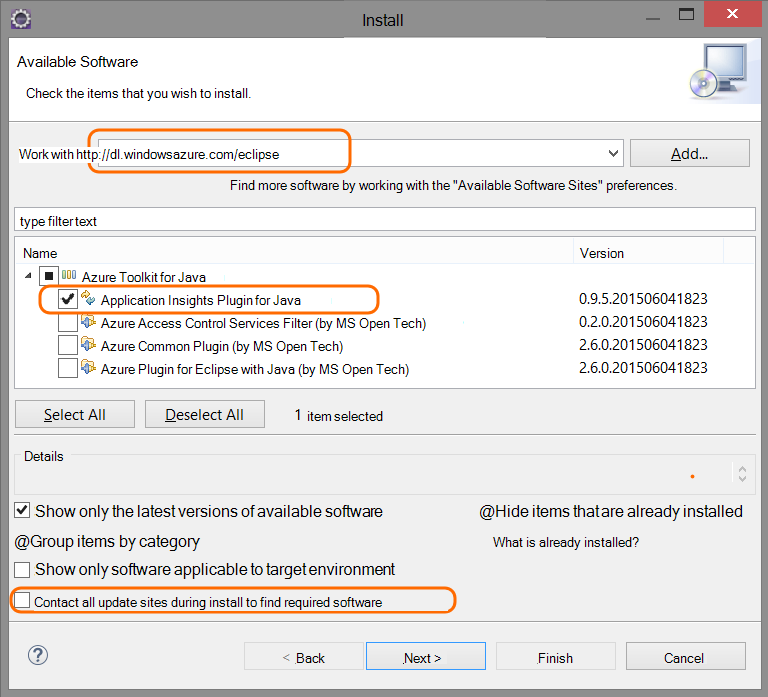 Install
Available Software
Check the items that you wish to install.
Work with http://dl.windowsazure.com/eclipse
Add...
Find more software by working with the "Available Software Sites" preferences.
type filter text
Name Version
Azure Toolkit for Java
Application Insights Plugin for Java 0.9.5.201506041823
Azure Access Control Services Filter (by MS Open Tech) 0.2.0.201506041823
Azure Common Plugin (by MS Open Tech) 2.6.0.201506041823
Azure Plugin for Eclipse with Java (by MS Open Tech) 2.6.0.201506041823
Select All Deselect All 1 item selected
Details
Show only the latest versions of available software @Hide items that are already installed
@Group items by category What is already installed?
Show only software applicable to target environment
Contact all update sites during install to find required software
? < Back Next > Finish Cancel